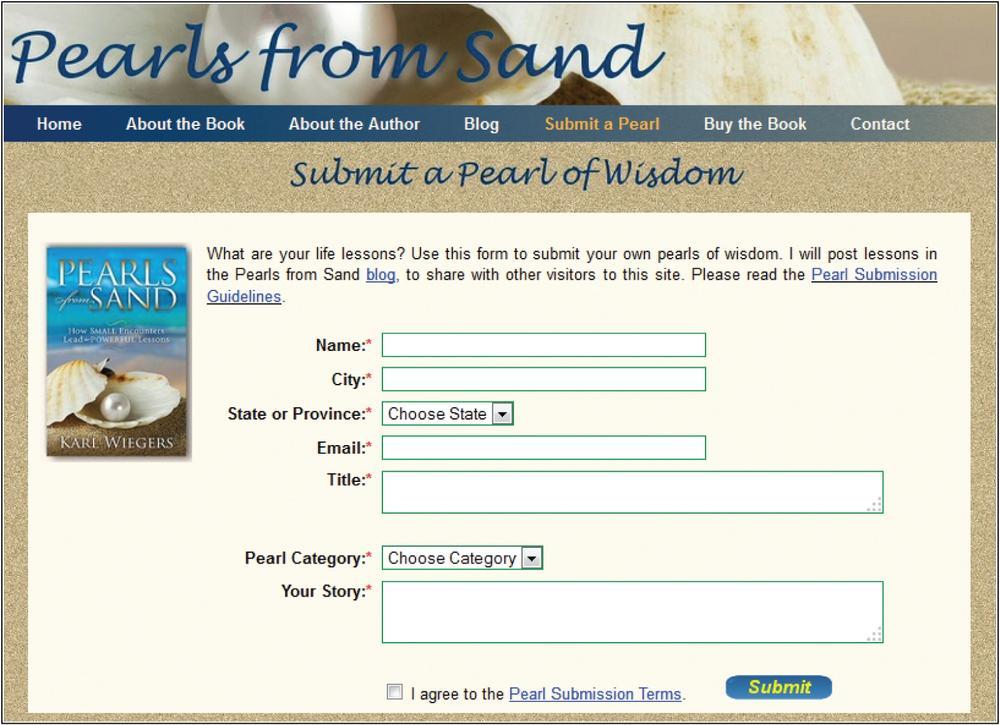 Pearls from Sand
Home About the Book About the Author Blog Submit a Pearl Buy the Book Contact
Submit a Pearl of Wisdom
PEARLS
from SAND
How SMALL Encounters
Lead to POWERFUL Lessons
KARL WIEGERS
What are your life lessons? Use this form to submit your own pearls of wisdom. I will post lessons in
the Pearls from Sand blog, to share with other visitors to this site. Please read the Pearl Submission
Guidelines.
Name:*
City:*
State or Province:* Choose State
Email:*
Title:*
Pearl Category:* Choose Category
Your Story:*
I agree to the Pearl Submission Terms. Submit